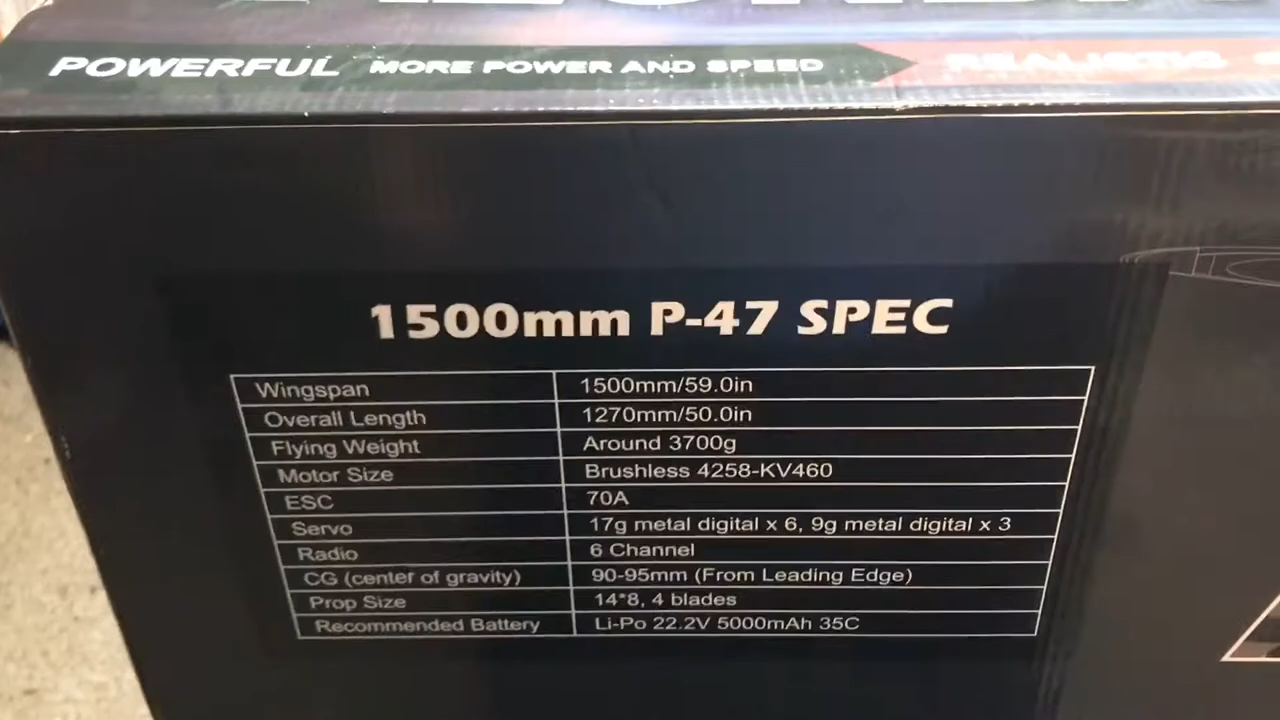 POWERFUL MORE POWER AND SPEED REALISTIC
1500mm P-47 SPEC
Wingspan 1500mm/59.0in
Overall Length 1270mm/50.0in
Flying Weight Around 3700g
Motor Size Brushless 4258-KV460
ESC 70A
Servo 17g metal digital x 6, 9g metal digital x 3
Radio 6 Channel
CG (center of gravity) 90-95mm (From Leading Edge)
Prop Size 14*8, 4 blades
Recommended Battery Li-Po 22.2V 5000mAh 35C